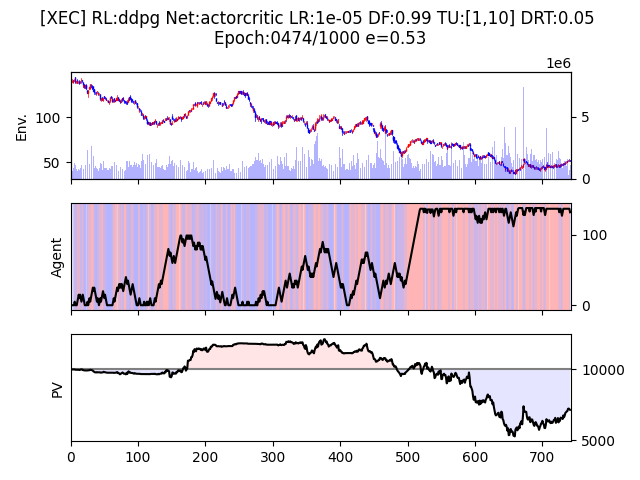 [XEC] RL:ddpg Net:actorcritic LR:1e-05 DF:0.99 TU:[1,10] DRT:0.05
Epoch:0474/1000 e=0.53
1e6
Env.
100
50
5
0
Agent
100
0
PV
10000
5000
0 100 200 300 400 500 600 700